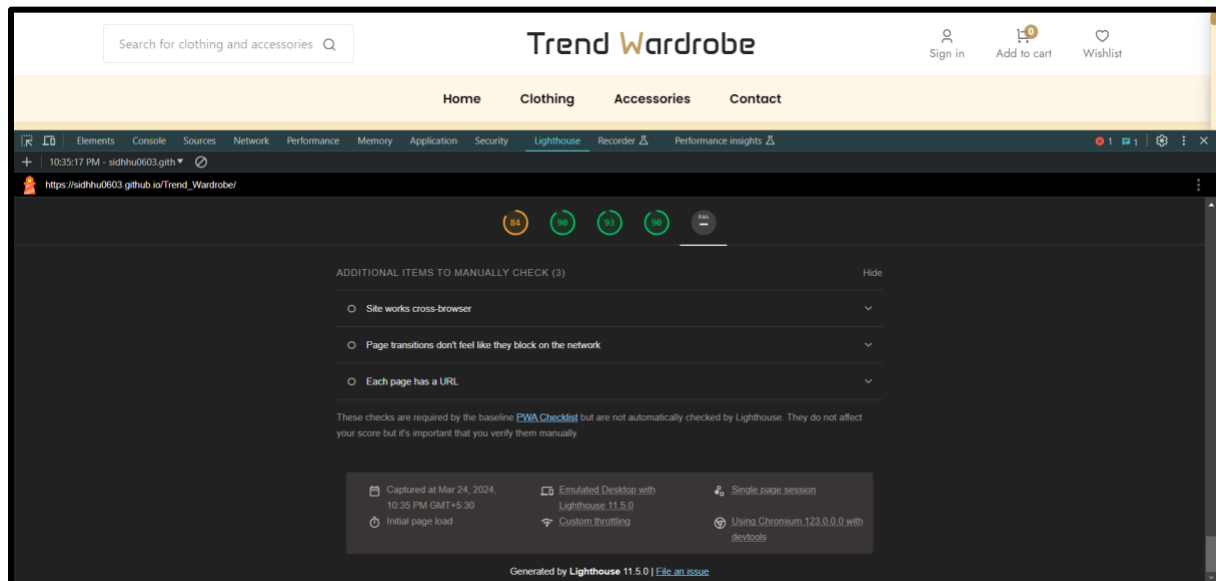 Search for clothing and accessories
Trend Wardrobe
0
Sign in
Add to cart
Wishlist
Home Clothing Accessories Contact
Elements Console Sources Network Performance Memory Application Security Lighthouse Recorder Performance insights 1 1
10:35:17 PM - sidhhu0603.gith
https://sidhhu0603.github.io/Trend_Wardrobe/
84 90 93 90 PWA
ADDITIONAL ITEMS TO MANUALLY CHECK (3) Hide
Site works cross-browser
Page transitions don't feel like they block on the network
Each page has a URL
These checks are required by the baseline PWA Checklist but are not automatically checked by Lighthouse. They do not affect
your score but it's important that you verify them manually.
Captured at Mar 24, 2024,
10:35 PM GMT+5:30
Initial page load
Emulated Desktop with
Lighthouse 11.5.0
Custom throttling
Single page session
Using Chromium 123.0.0.0 with
devtools
Generated by Lighthouse 11.5.0 | File an issue